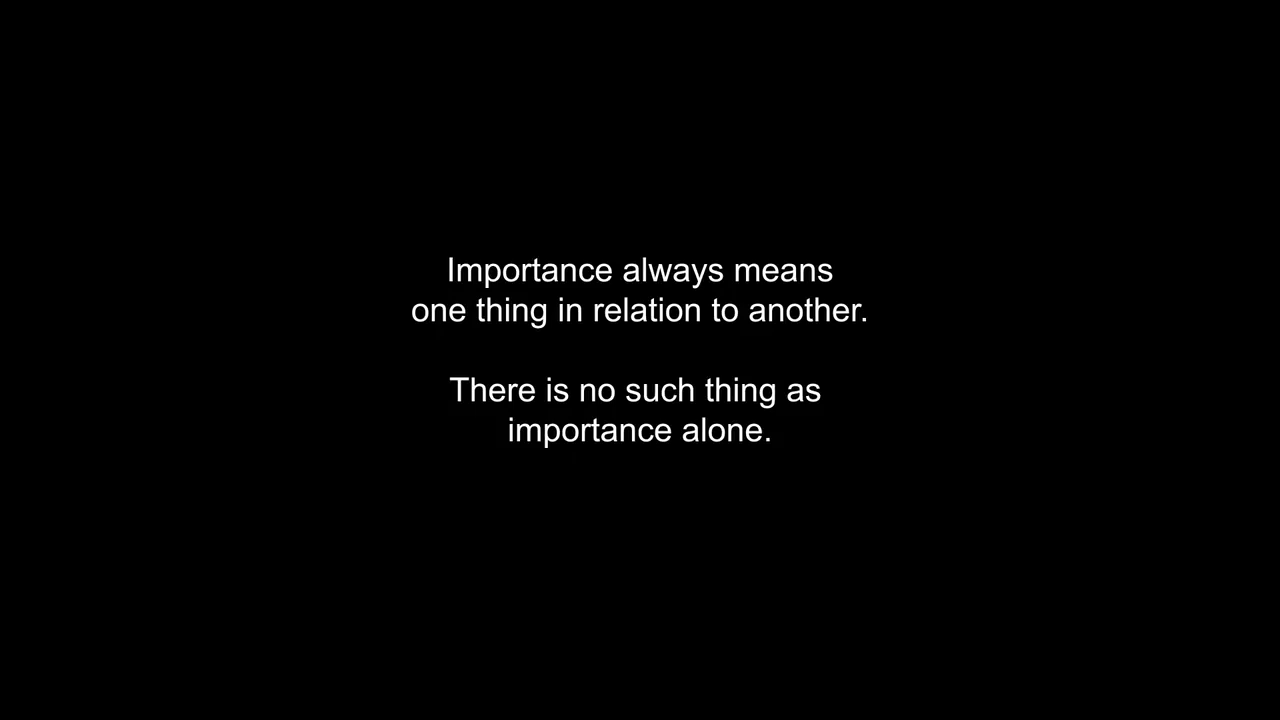 Importance always means
one thing in relation to another.
There is no such thing as
importance alone.